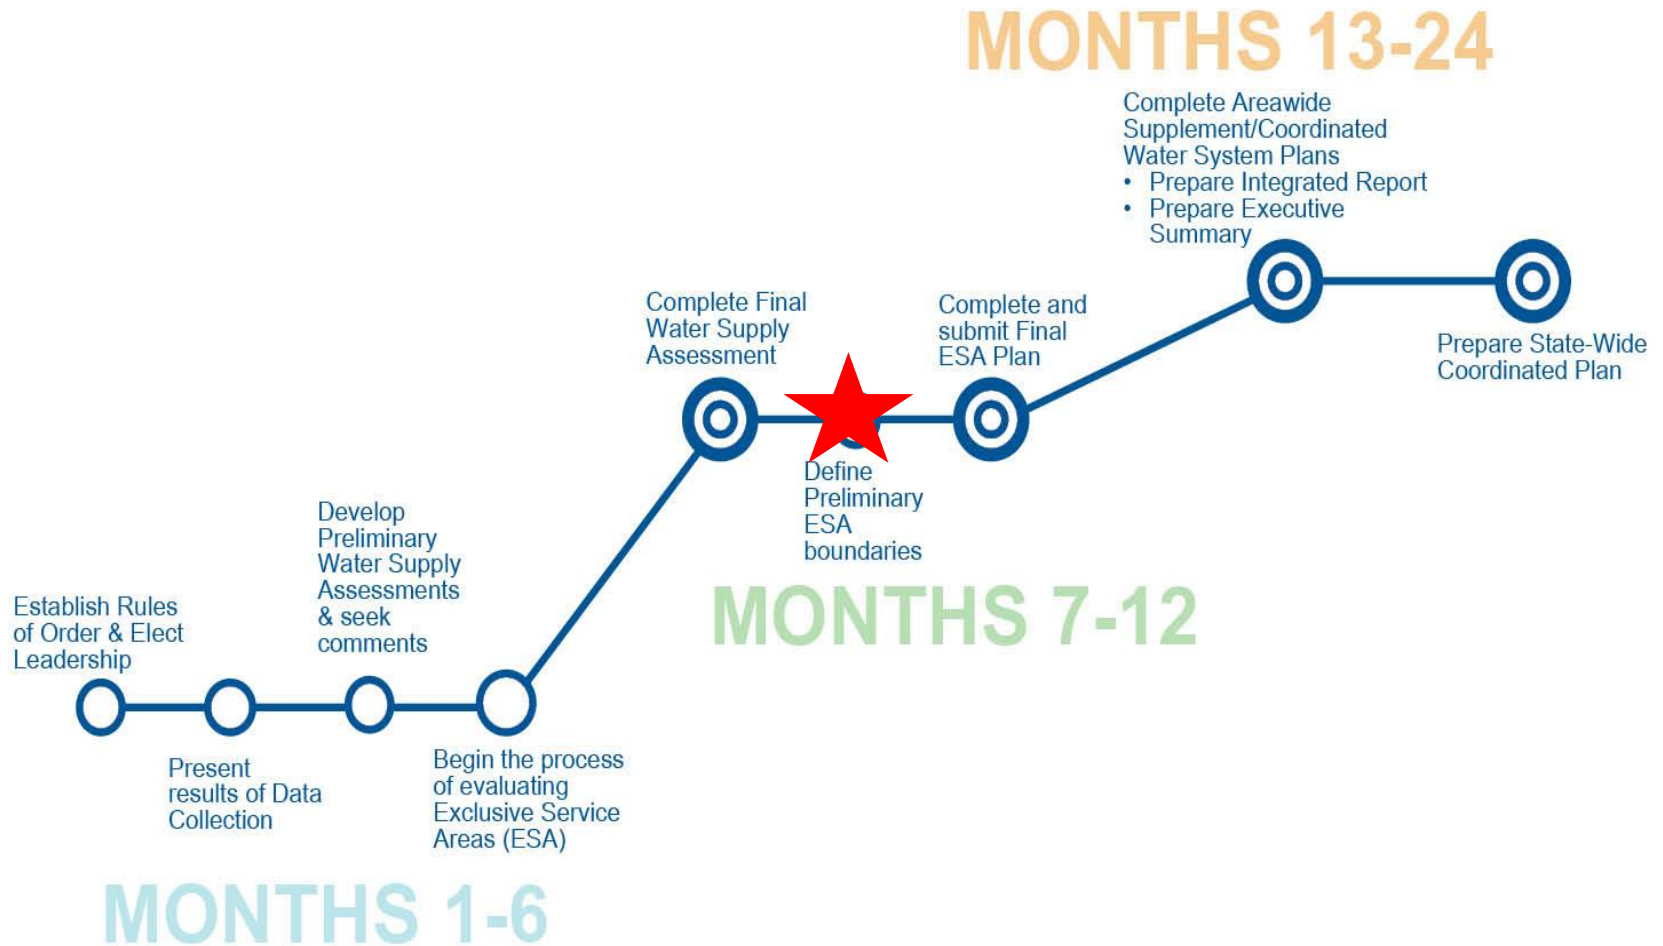 MONTHS 13-24
Complete Areawide
Supplement/Coordinated
Water System Plans
• Prepare Integrated Report
• Prepare Executive
Summary
Complete Final
Water Supply
Assessment
Complete and
submit Final
ESA Plan
Prepare State-Wide
Coordinated Plan
Define
Preliminary
ESA
boundaries
MONTHS 7-12
Develop
Preliminary
Water Supply
Assessments
& seek
comments
Establish Rules
of Order & Elect
Leadership
Present
results of Data
Collection
Begin the process
of evaluating
Exclusive Service
Areas (ESA)
MONTHS 1-6